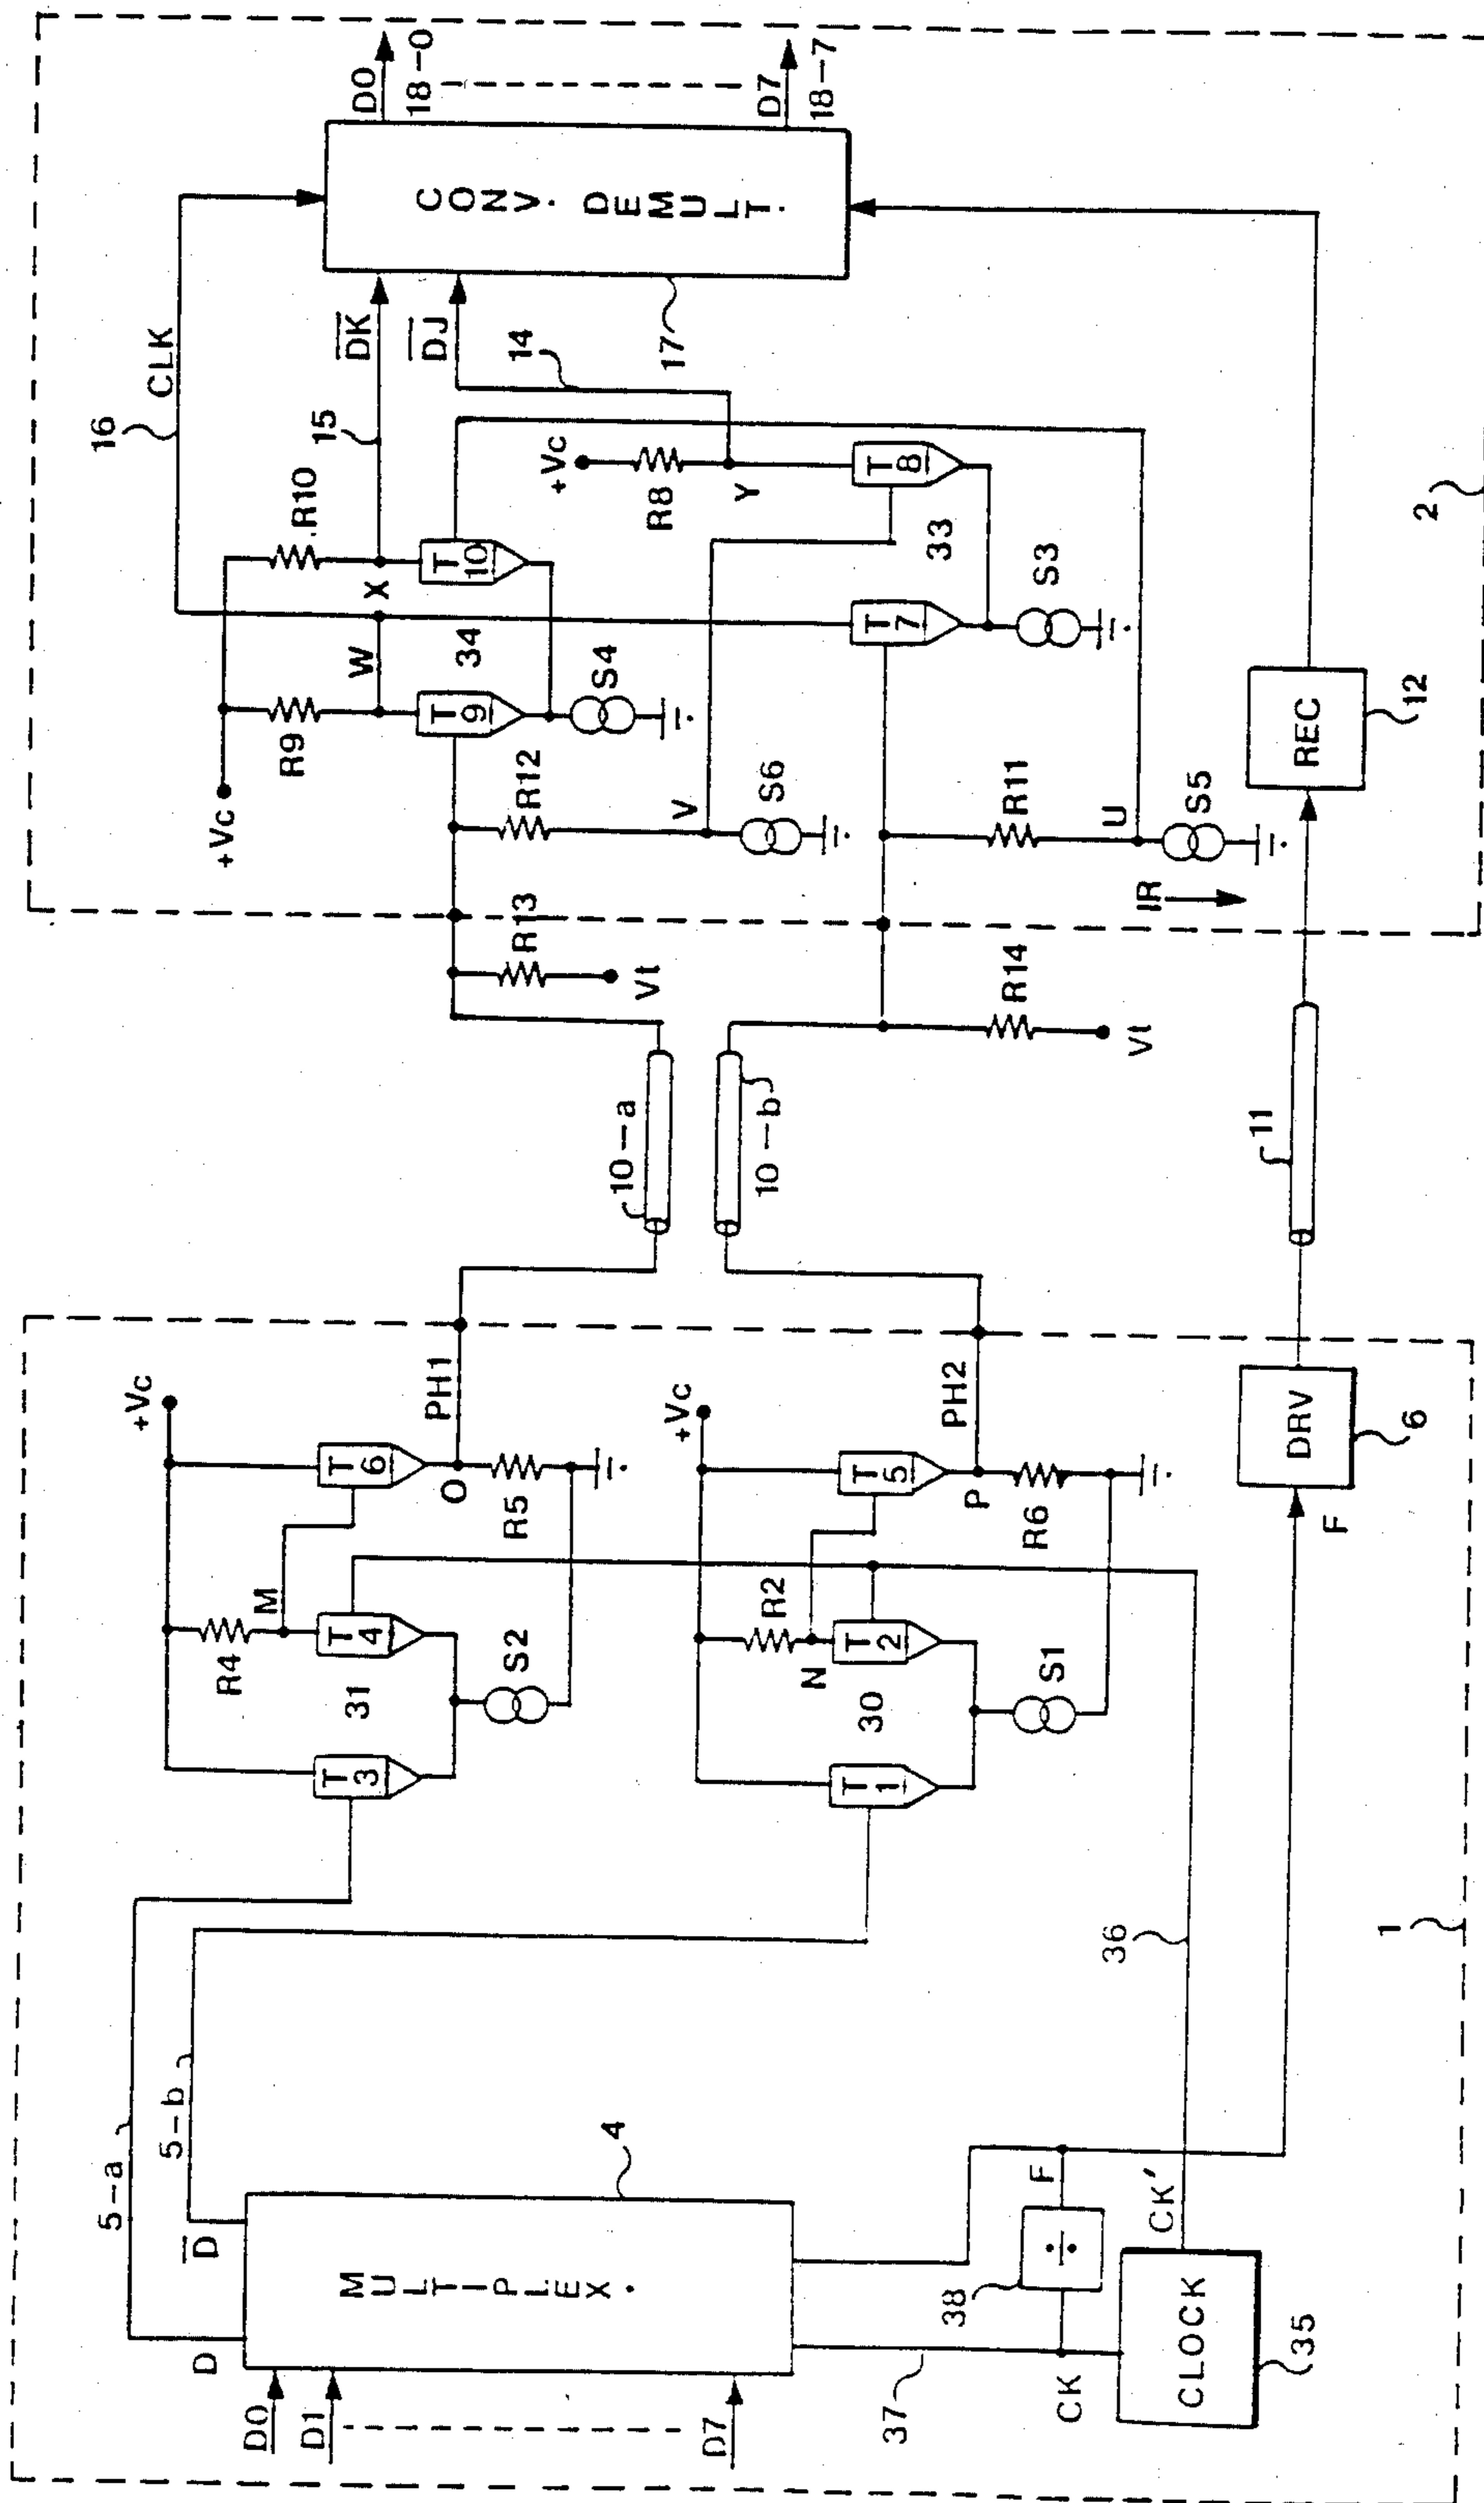 5-a
5-b
D
D̅
D0
D1
D7
MULTIPLEX.
4
37
38
÷
F
CK
CK′
CLOCK
35
36
1
+Vc
R4
M
T3
T4
T6
31
S2
O
R5
PH1
+Vc
R2
N
T1
T2
T5
30
S1
P
R6
PH2
F
DRV
6
10-a
10-b
11
R13
Vt
R14
Vt
IR
+Vc
R9
R10
W
X
T9
T10
34
S4
R12
V
S6
R11
U
S5
REC
12
16
CLK
15
D̅K̅
D̅J̅
14
+Vc
R8
Y
T7
T8
33
S3
2
17
CONV. DEMULT.
D0
18-0
D7
18-7